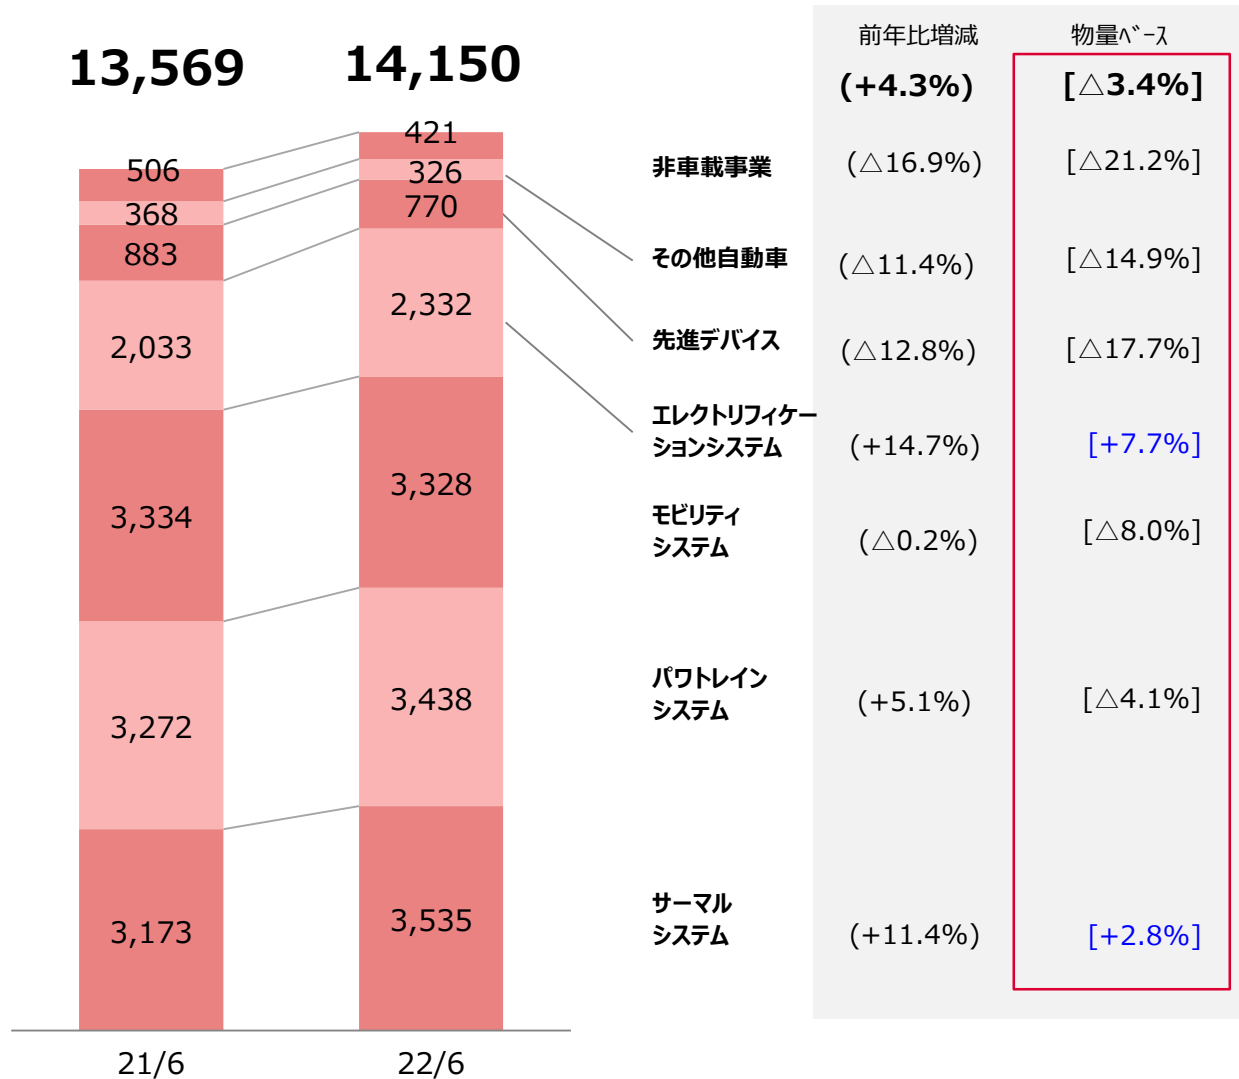 前年比増減 物量ベース
13,569 14,150 (+4.3%) [△3.4%]
506 421 非車載事業 (△16.9%) [△21.2%]
368 326 その他自動車 (△11.4%) [△14.9%]
883 770 先進デバイス (△12.8%) [△17.7%]
2,033 2,332 エレクトリフィケー
ションシステム (+14.7%) [+7.7%]
3,334 3,328 モビリティ
システム (△0.2%) [△8.0%]
3,272 3,438 パワトレイン
システム (+5.1%) [△4.1%]
3,173 3,535 サーマル
システム (+11.4%) [+2.8%]
21/6 22/6